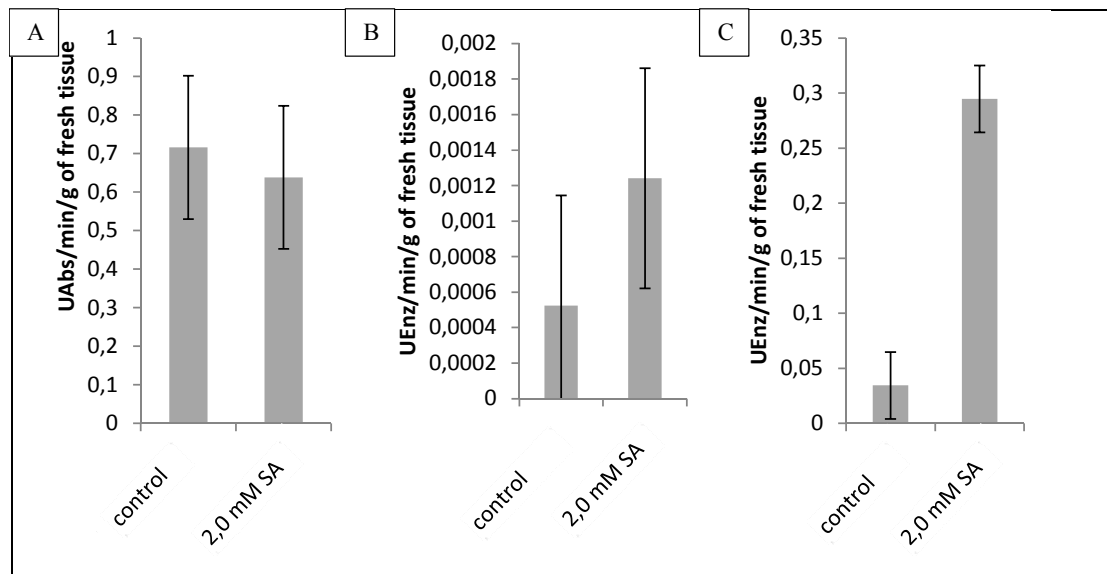 A
UAbs/min/g of fresh tissue
1
0,9
0,8
0,7
0,6
0,5
0,4
0,3
0,2
0,1
0
control
2,0 mM SA
B
UEnz/min/g of fresh tissue
0,002
0,0018
0,0016
0,0014
0,0012
0,001
0,0008
0,0006
0,0004
0,0002
0
control
2,0 mM SA
C
UEnz/min/g of fresh tissue
0,35
0,3
0,25
0,2
0,15
0,1
0,05
0
control
2,0 mM SA